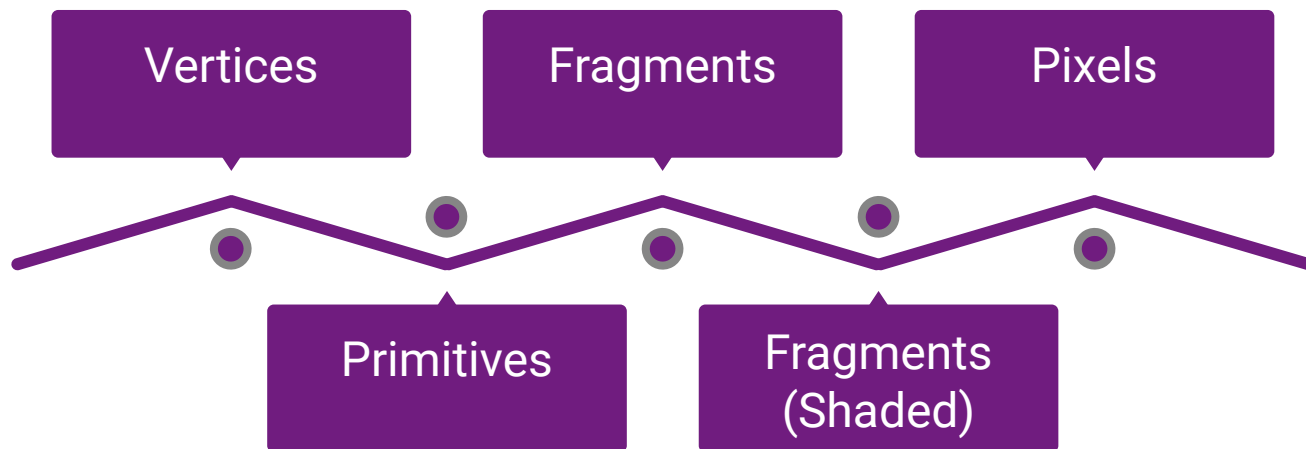 Vertices
Primitives
Fragments
Fragments
(Shaded)
Pixels